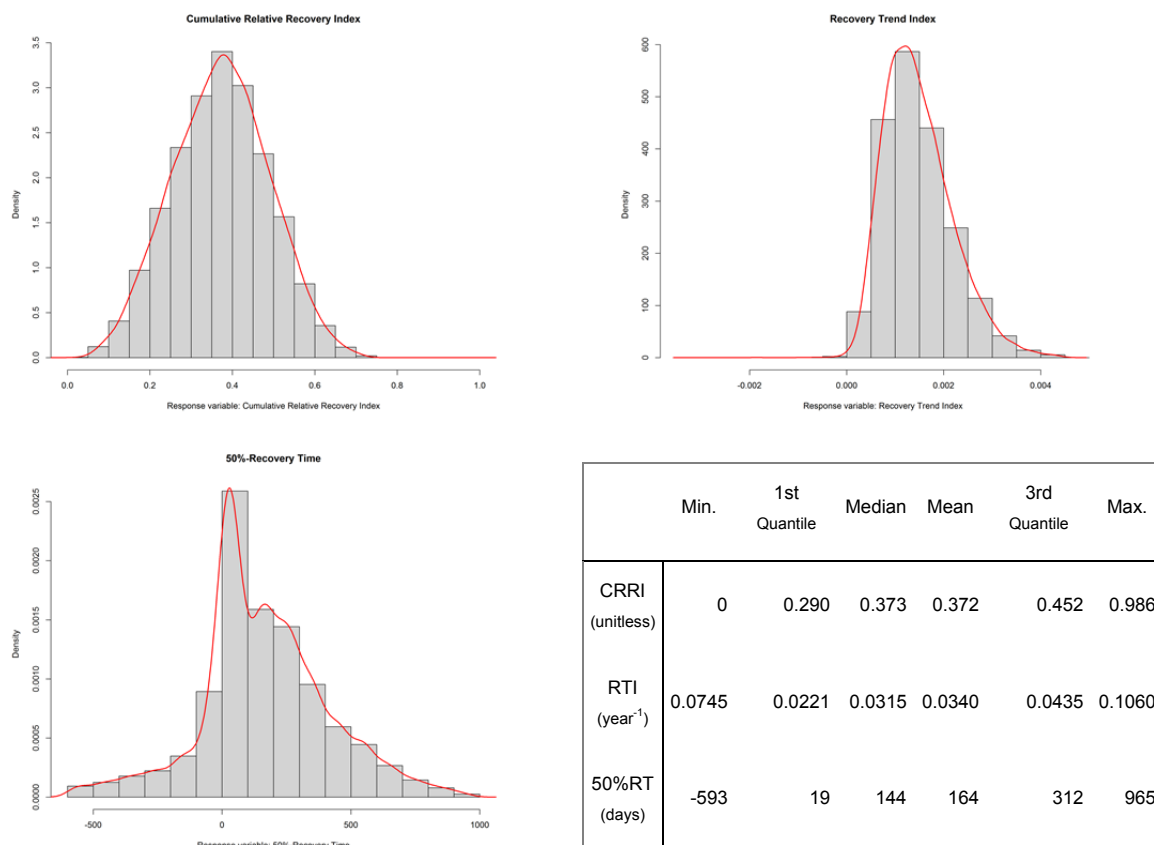 Cumulative Relative Recovery Index
Density
3.5
3.0
2.5
2.0
1.5
1.0
0.5
0.0
0.0 0.2 0.4 0.6 0.8 1.0
Response variable: Cumulative Relative Recovery Index
Recovery Trend Index
Density
600
500
400
300
200
100
0
-0.002 0.000 0.002 0.004
Response variable: Recovery Trend Index
50%-Recovery Time
Density
0.0025
0.0020
0.0015
0.0010
0.0005
0.0000
-500 0 500 1000
Response variable: 50%-Recovery Time
Min. 1st Quantile Median Mean 3rd Quantile Max.
CRRI (unitless) 0 0.290 0.373 0.372 0.452 0.986
RTI (year⁻¹) 0.0745 0.0221 0.0315 0.0340 0.0435 0.1060
50%RT (days) -593 19 144 164 312 965